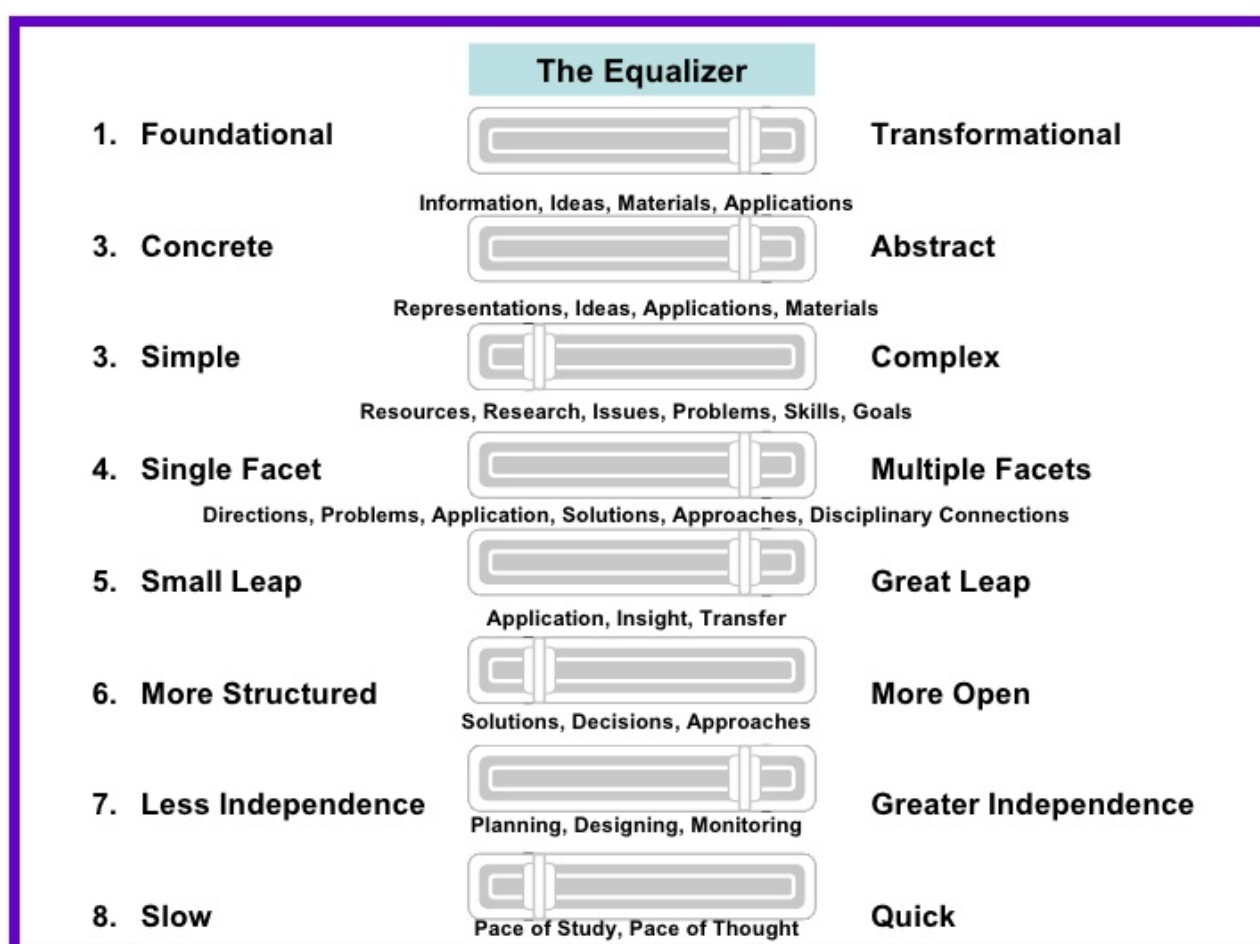 The Equalizer
1. Foundational Transformational
Information, Ideas, Materials, Applications
3. Concrete Abstract
Representations, Ideas, Applications, Materials
3. Simple Complex
Resources, Research, Issues, Problems, Skills, Goals
4. Single Facet Multiple Facets
Directions, Problems, Application, Solutions, Approaches, Disciplinary Connections
5. Small Leap Great Leap
Application, Insight, Transfer
6. More Structured More Open
Solutions, Decisions, Approaches
7. Less Independence Greater Independence
Planning, Designing, Monitoring
8. Slow Quick
Pace of Study, Pace of Thought